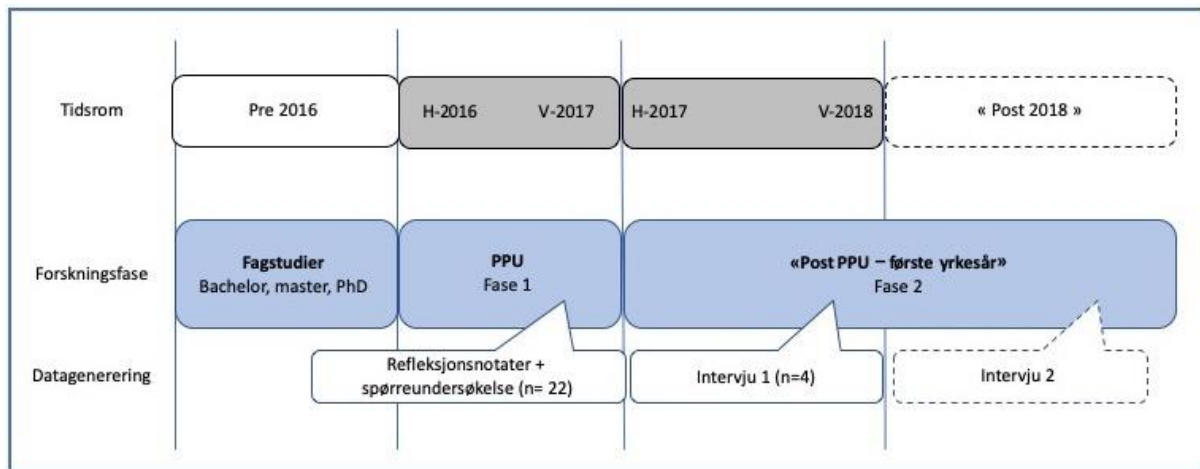 Tidsrom
Pre 2016
H-2016 V-2017
H-2017 V-2018
« Post 2018 »
Forskningsfase
Fagstudier
Bachelor, master, PhD
PPU
Fase 1
«Post PPU – første yrkesår»
Fase 2
Datagenerering
Refleksjonsnotater +
spørreundersøkelse (n= 22)
Intervju 1 (n=4)
Intervju 2